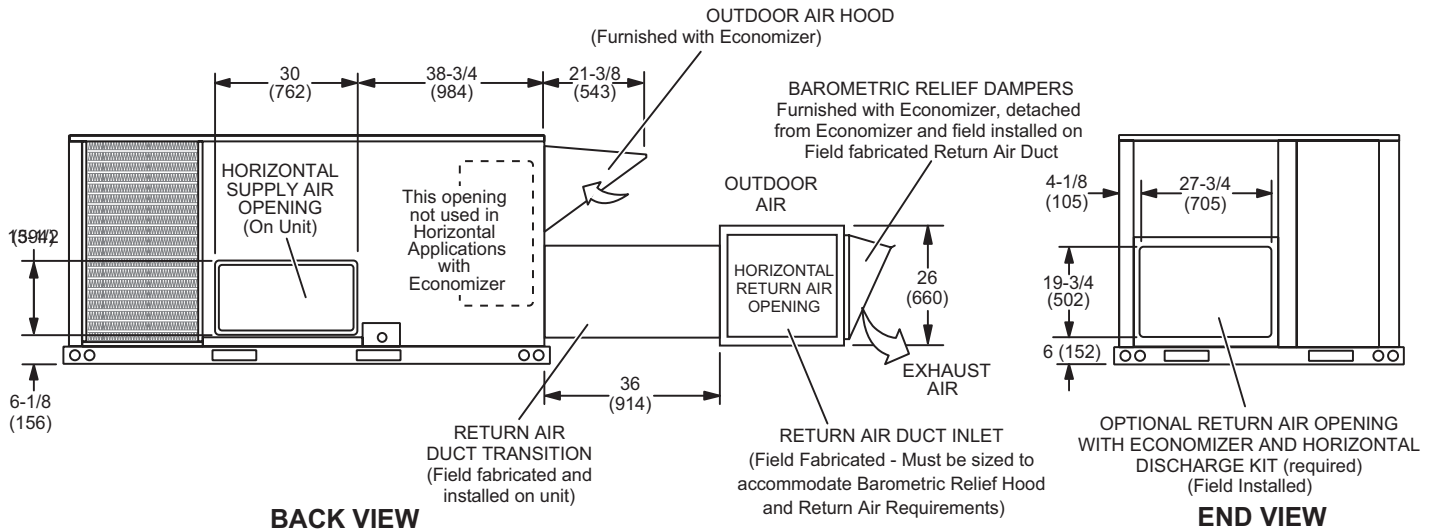 OUTDOOR AIR HOOD
(Furnished with Economizer)
30
(762)
38-3/4
(984)
21-3/8
(543)
BAROMETRIC RELIEF DAMPERS
Furnished with Economizer, detached
from Economizer and field installed on
Field fabricated Return Air Duct
HORIZONTAL
SUPPLY AIR
OPENING
(On Unit)
This opening
not used in
Horizontal
Applications
with
Economizer
OUTDOOR
AIR
4-1/8
(105)
27-3/4
(705)
HORIZONTAL
RETURN AIR
OPENING
26
(660)
19-3/4
(502)
6 (152)
EXHAUST
AIR
6-1/8
(156)
36
(914)
RETURN AIR
DUCT TRANSITION
(Field fabricated and
installed on unit)
RETURN AIR DUCT INLET
(Field Fabricated - Must be sized to
accommodate Barometric Relief Hood
and Return Air Requirements)
OPTIONAL RETURN AIR OPENING
WITH ECONOMIZER AND HORIZONTAL
DISCHARGE KIT (required)
(Field Installed)
BACK VIEW
END VIEW